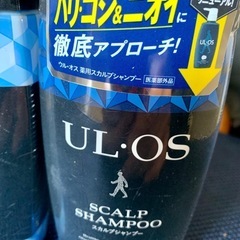 ハリ・コシ&ニオイに
徹底アプローチ!
ウル・オス 薬用スカルプシャンプー
医薬部外品
UL・OS
UL・OS
SCALP
SHAMPOO
スカルプシャンプー